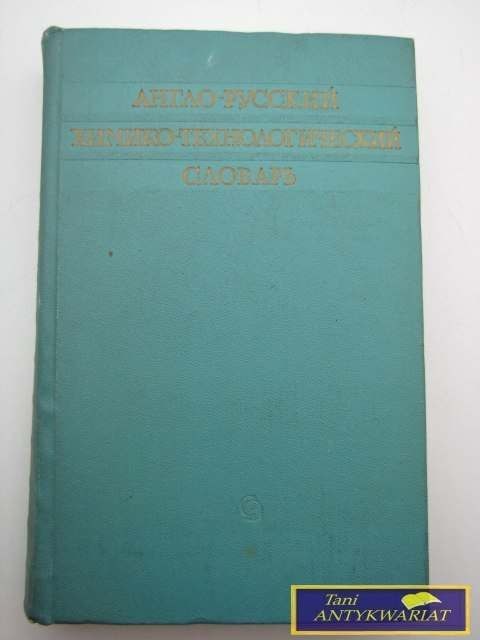 АНГЛО-РУССКИЙ
ХИМИКО-ТЕХНОЛОГИЧЕСКИЙ
СЛОВАРЬ
Tani
ANTYKWARIAT